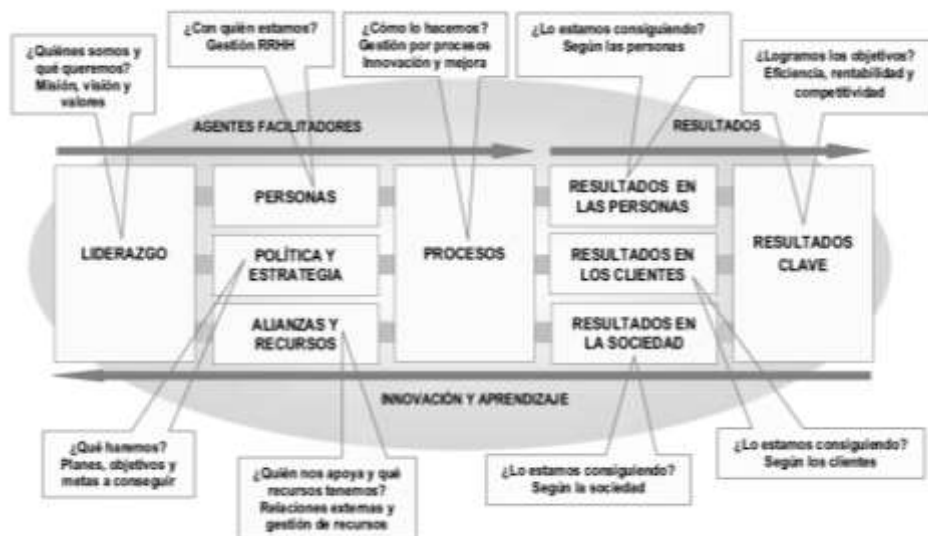 ¿Quiénes somos y
qué queremos?
Misión, visión y
valores
¿Con quién estamos?
Gestión RRHH
¿Cómo lo hacemos?
Gestión por procesos
Innovación y mejora
¿Lo estamos consiguiendo?
Según las personas
¿Logramos los objetivos?
Eficiencia, rentabilidad y
competitividad
AGENTES FACILITADORES
RESULTADOS
LIDERAZGO
PERSONAS
POLÍTICA Y
ESTRATEGIA
ALIANZAS Y
RECURSOS
PROCESOS
RESULTADOS EN
LAS PERSONAS
RESULTADOS EN
LOS CLIENTES
RESULTADOS EN
LA SOCIEDAD
RESULTADOS
CLAVE
INNOVACIÓN Y APRENDIZAJE
¿Qué haremos?
Planes, objetivos y
metas a conseguir
¿Quién nos apoya y qué
recursos tenemos?
Relaciones externas y
gestión de recursos
¿Lo estamos consiguiendo?
Según la sociedad
¿Lo estamos consiguiendo?
Según los clientes